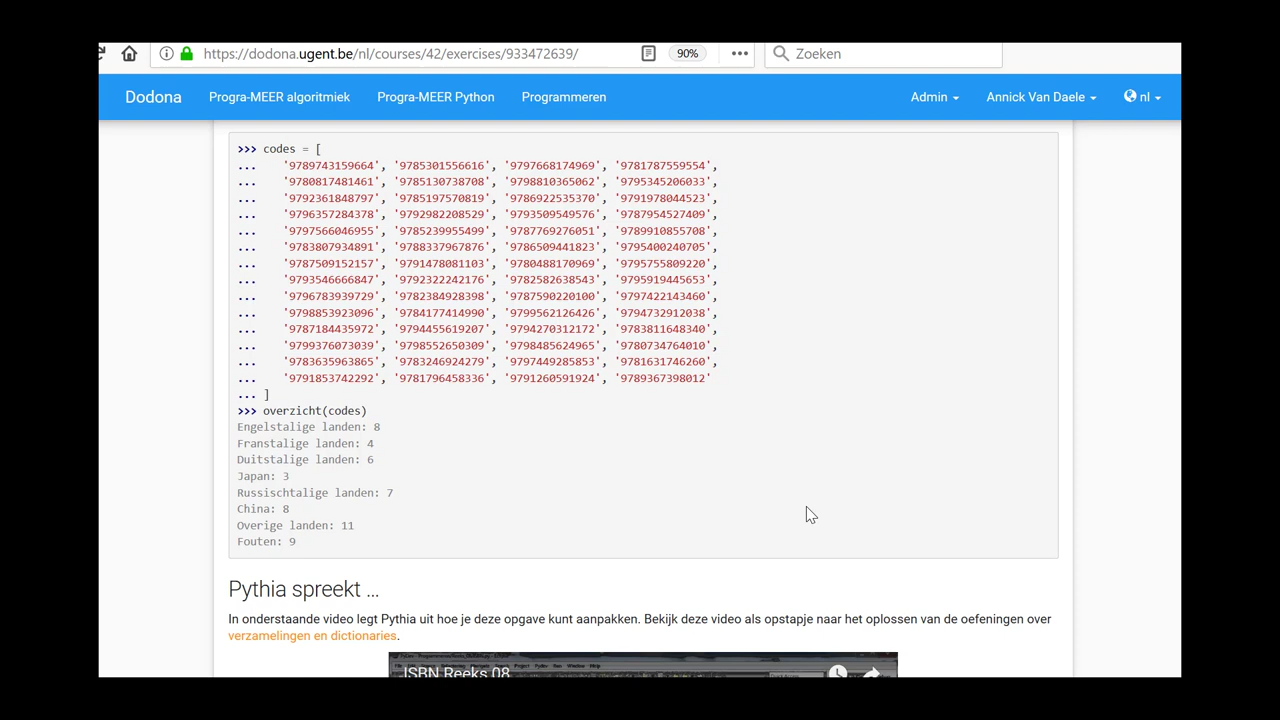 https://dodona.ugent.be/nl/courses/42/exercises/933472639/ 90% ••• Zoeken
Dodona Progra-MEER algoritmiek Progra-MEER Python Programmeren Admin Annick Van Daele nl
>>> codes = [
... '9789743159664', '9785301556616', '9797668174969', '9781787559554',
... '9780817481461', '9785130738708', '9798810365062', '9795345206033',
... '9792361848797', '9785197570819', '9786922535370', '9791978044523',
... '9796357284378', '9792982208529', '9793509549576', '9787954527409',
... '9797566046955', '9785239955499', '9787769276051', '9789910855708',
... '9783807934891', '9788337967876', '9786509441823', '9795400240705',
... '9787509152157', '9791478081103', '9780488170969', '9795755809220',
... '9793546666847', '9792322242176', '9782582638543', '9795919445653',
... '9796783939729', '9782384928398', '9787590220100', '9797422143460',
... '9798853923096', '9784177414990', '9799562126426', '9794732912038',
... '9787184435972', '9794455619207', '9794270312172', '9783811648340',
... '9799376073039', '9798552650309', '9798485624965', '9780734764010',
... '9783635963865', '9783246924279', '9797449285853', '9781631746260',
... '9791853742292', '9781796458336', '9791260591924', '9789367398012'
... ]
>>> overzicht(codes)
Engelstalige landen: 8
Franstalige landen: 4
Duitstalige landen: 6
Japan: 3
Russischtalige landen: 7
China: 8
Overige landen: 11
Fouten: 9
Pythia spreekt ...
In onderstaande video legt Pythia uit hoe je deze opgave kunt aanpakken. Bekijk deze video als opstapje naar het oplossen van de oefeningen over
verzamelingen en dictionaries.
ISBN Reeks 08